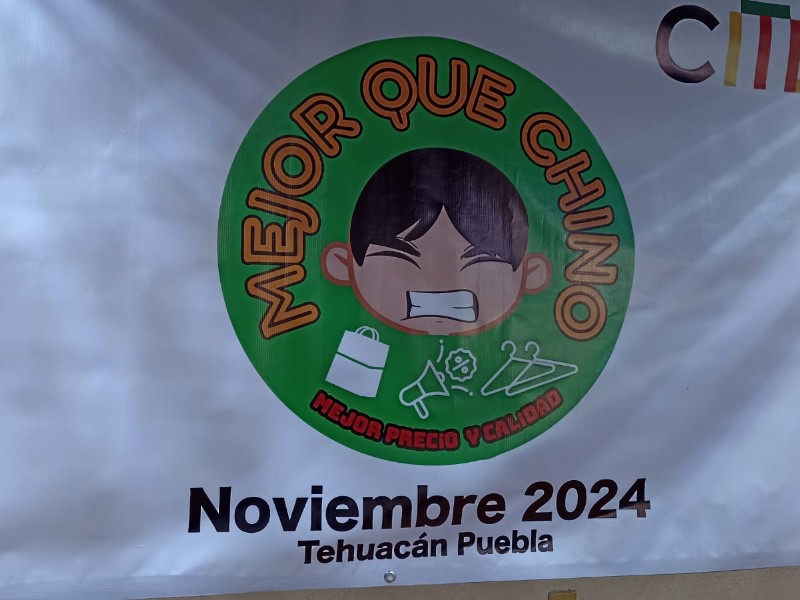 MEJOR QUE CHINO
%
MEJOR PRECIO Y CALIDAD
Noviembre 2024
Tehuacán Puebla